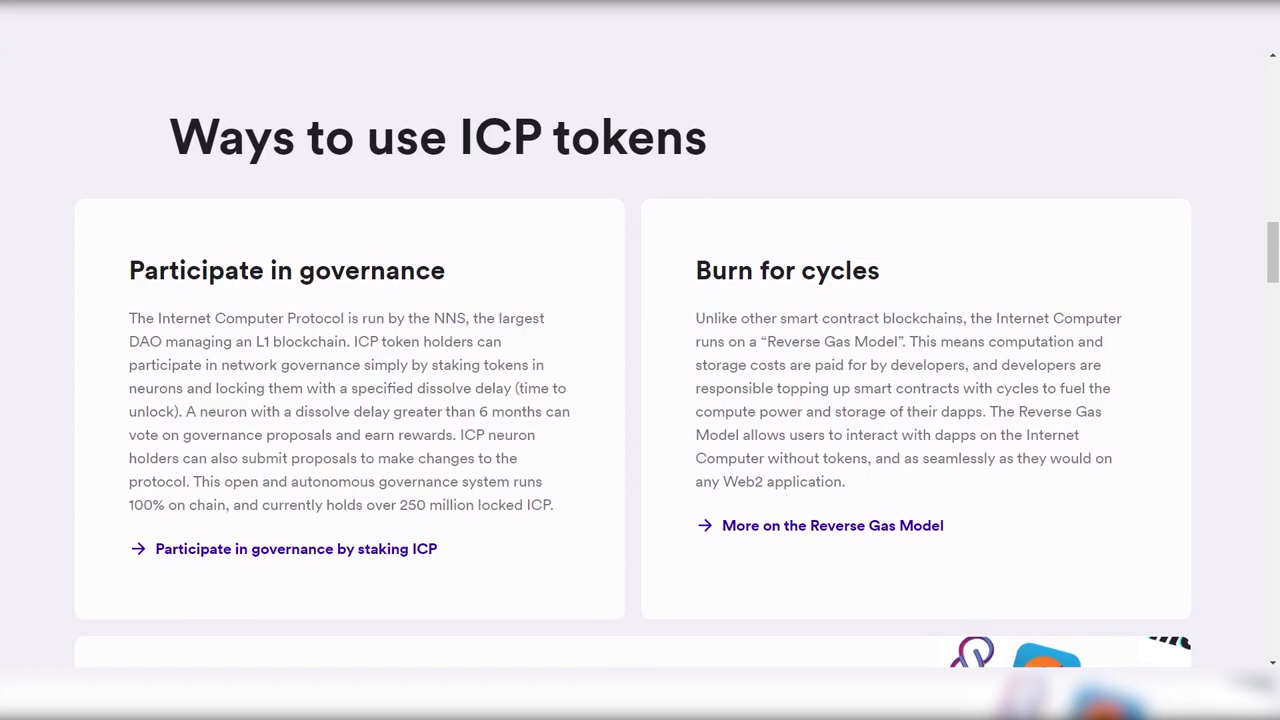 Ways to use ICP tokens
Participate in governance
The Internet Computer Protocol is run by the NNS, the largest
DAO managing an L1 blockchain. ICP token holders can
participate in network governance simply by staking tokens in
neurons and locking them with a specified dissolve delay (time to
unlock). A neuron with a dissolve delay greater than 6 months can
vote on governance proposals and earn rewards. ICP neuron
holders can also submit proposals to make changes to the
protocol. This open and autonomous governance system runs
100% on chain, and currently holds over 250 million locked ICP.
→ Participate in governance by staking ICP
Burn for cycles
Unlike other smart contract blockchains, the Internet Computer
runs on a “Reverse Gas Model”. This means computation and
storage costs are paid for by developers, and developers are
responsible topping up smart contracts with cycles to fuel the
compute power and storage of their dapps. The Reverse Gas
Model allows users to interact with dapps on the Internet
Computer without tokens, and as seamlessly as they would on
any Web2 application.
→ More on the Reverse Gas Model